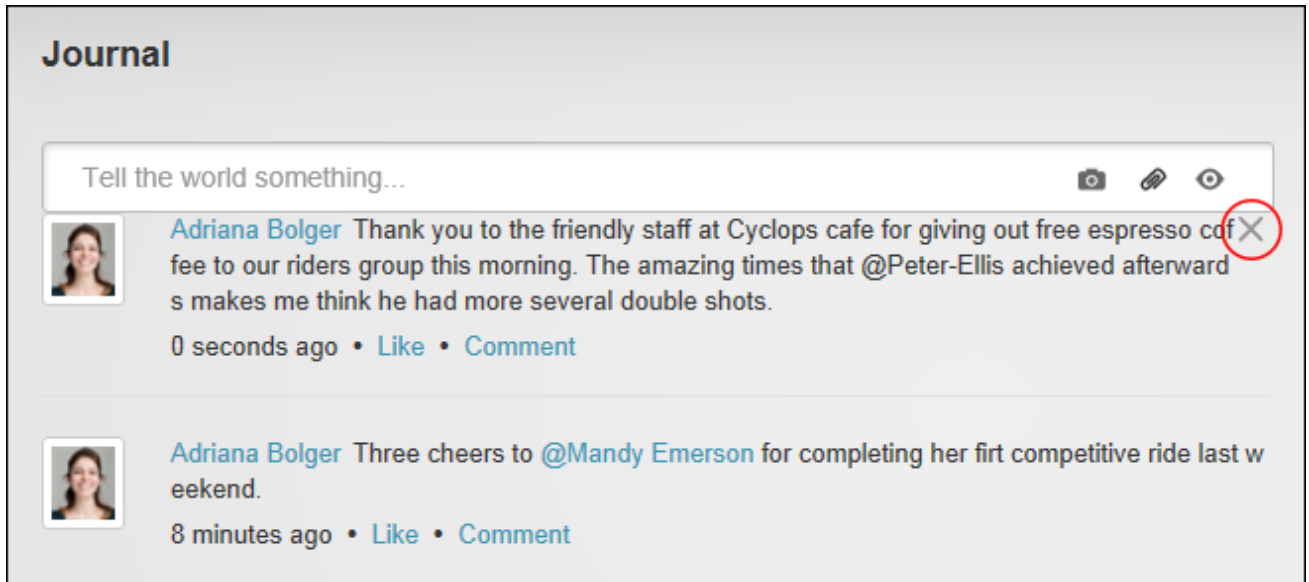 Journal
Tell the world something...
Adriana Bolger Thank you to the friendly staff at Cyclops cafe for giving out free espresso cof
fee to our riders group this morning. The amazing times that @Peter-Ellis achieved afterward
s makes me think he had more several double shots.
0 seconds ago • Like • Comment
Adriana Bolger Three cheers to @Mandy Emerson for completing her firt competitive ride last w
eekend.
8 minutes ago • Like • Comment